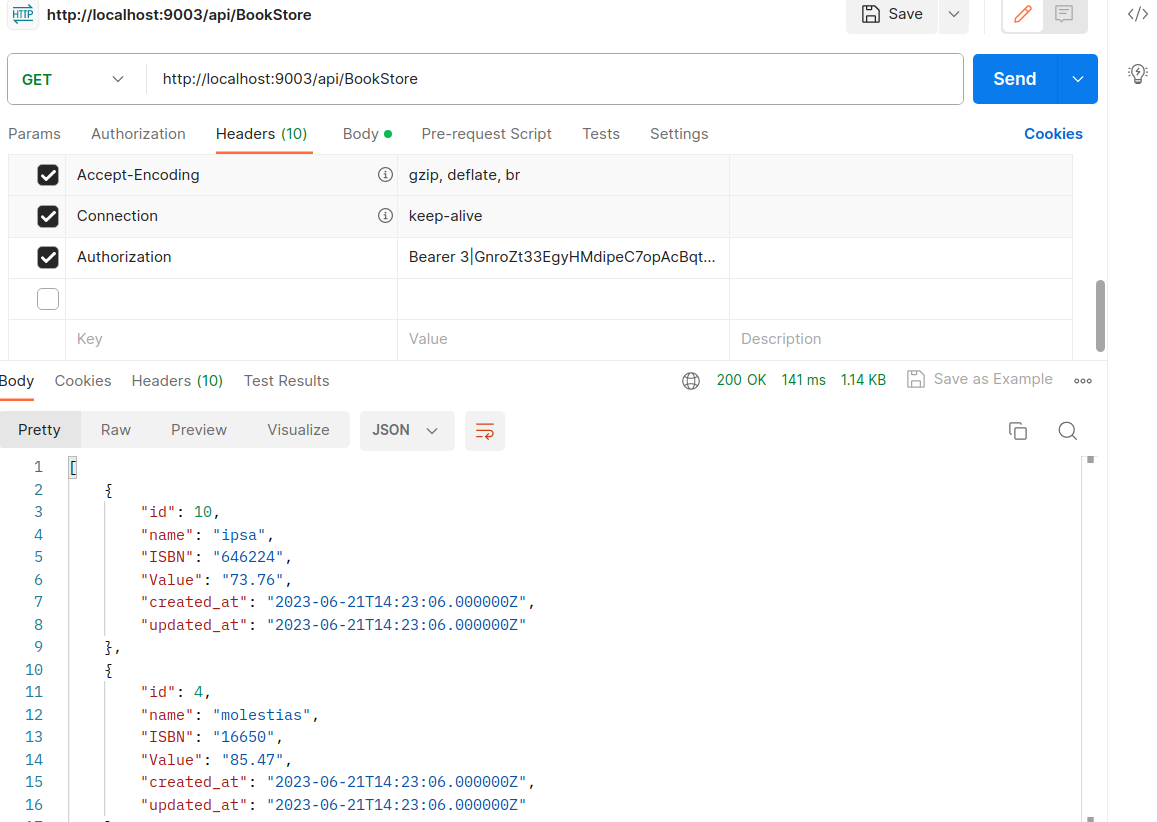 HTTP http://localhost:9003/api/BookStore Save
GET http://localhost:9003/api/BookStore Send
Params Authorization Headers (10) Body Pre-request Script Tests Settings Cookies
Accept-Encoding gzip, deflate, br
Connection keep-alive
Authorization Bearer 3|GnroZt33EgyHMdipeC7opAcBqt...
Key Value Description
Body Cookies Headers (10) Test Results 200 OK 141 ms 1.14 KB Save as Example
Pretty Raw Preview Visualize JSON
1 [
2 {
3 "id": 10,
4 "name": "ipsa",
5 "ISBN": "646224",
6 "Value": "73.76",
7 "created_at": "2023-06-21T14:23:06.000000Z",
8 "updated_at": "2023-06-21T14:23:06.000000Z"
9 },
10 {
11 "id": 4,
12 "name": "molestias",
13 "ISBN": "16650",
14 "Value": "85.47",
15 "created_at": "2023-06-21T14:23:06.000000Z",
16 "updated_at": "2023-06-21T14:23:06.000000Z"